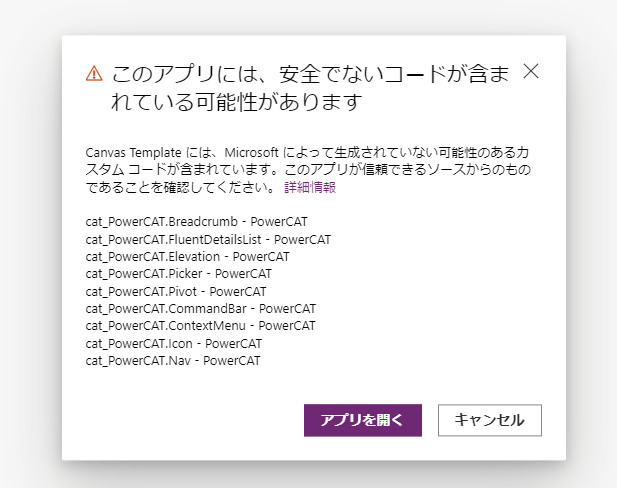 このアプリには、安全でないコードが含ま
れている可能性があります
Canvas Template には、Microsoft によって生成されていない可能性のあるカ
スタム コードが含まれています。このアプリが信頼できるソースからのもの
であることを確認してください。 詳細情報
cat_PowerCAT.Breadcrumb - PowerCAT
cat_PowerCAT.FluentDetailsList - PowerCAT
cat_PowerCAT.Elevation - PowerCAT
cat_PowerCAT.Picker - PowerCAT
cat_PowerCAT.Pivot - PowerCAT
cat_PowerCAT.CommandBar - PowerCAT
cat_PowerCAT.ContextMenu - PowerCAT
cat_PowerCAT.Icon - PowerCAT
cat_PowerCAT.Nav - PowerCAT
アプリを開く キャンセル